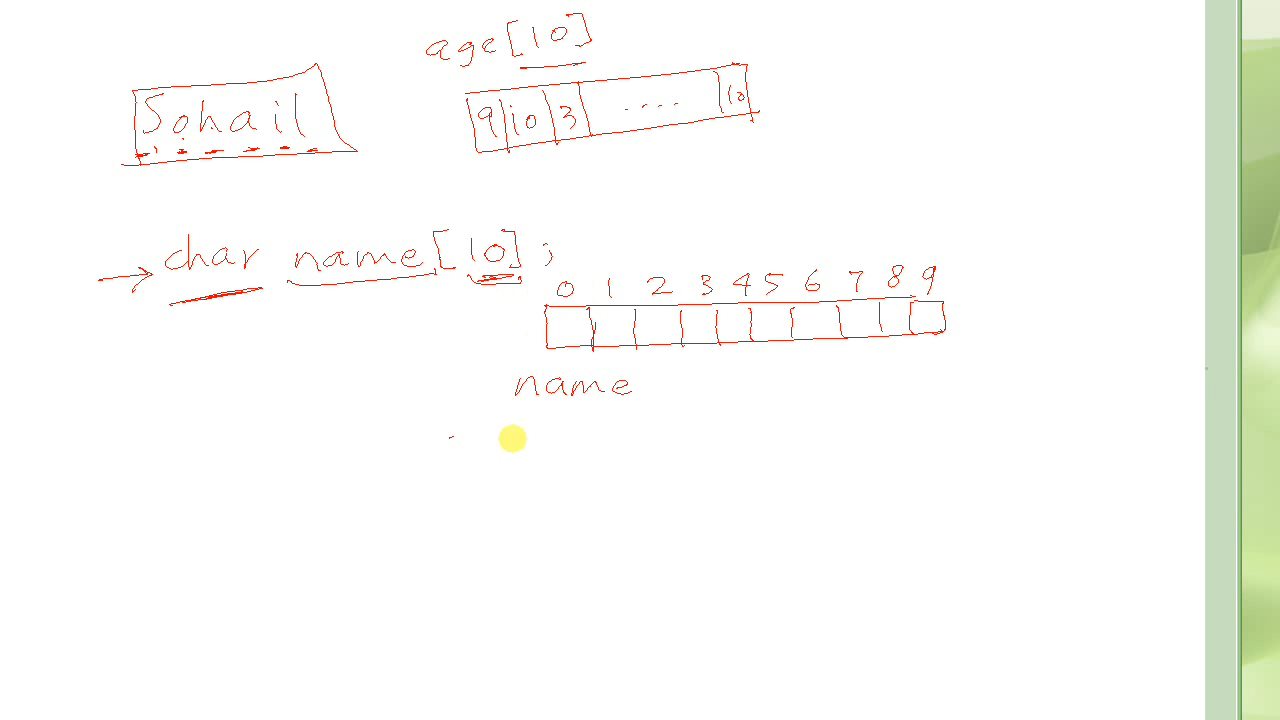 age[10]
Sohail
9 10 3 .... 10
char name[10];
0 1 2 3 4 5 6 7 8 9
name